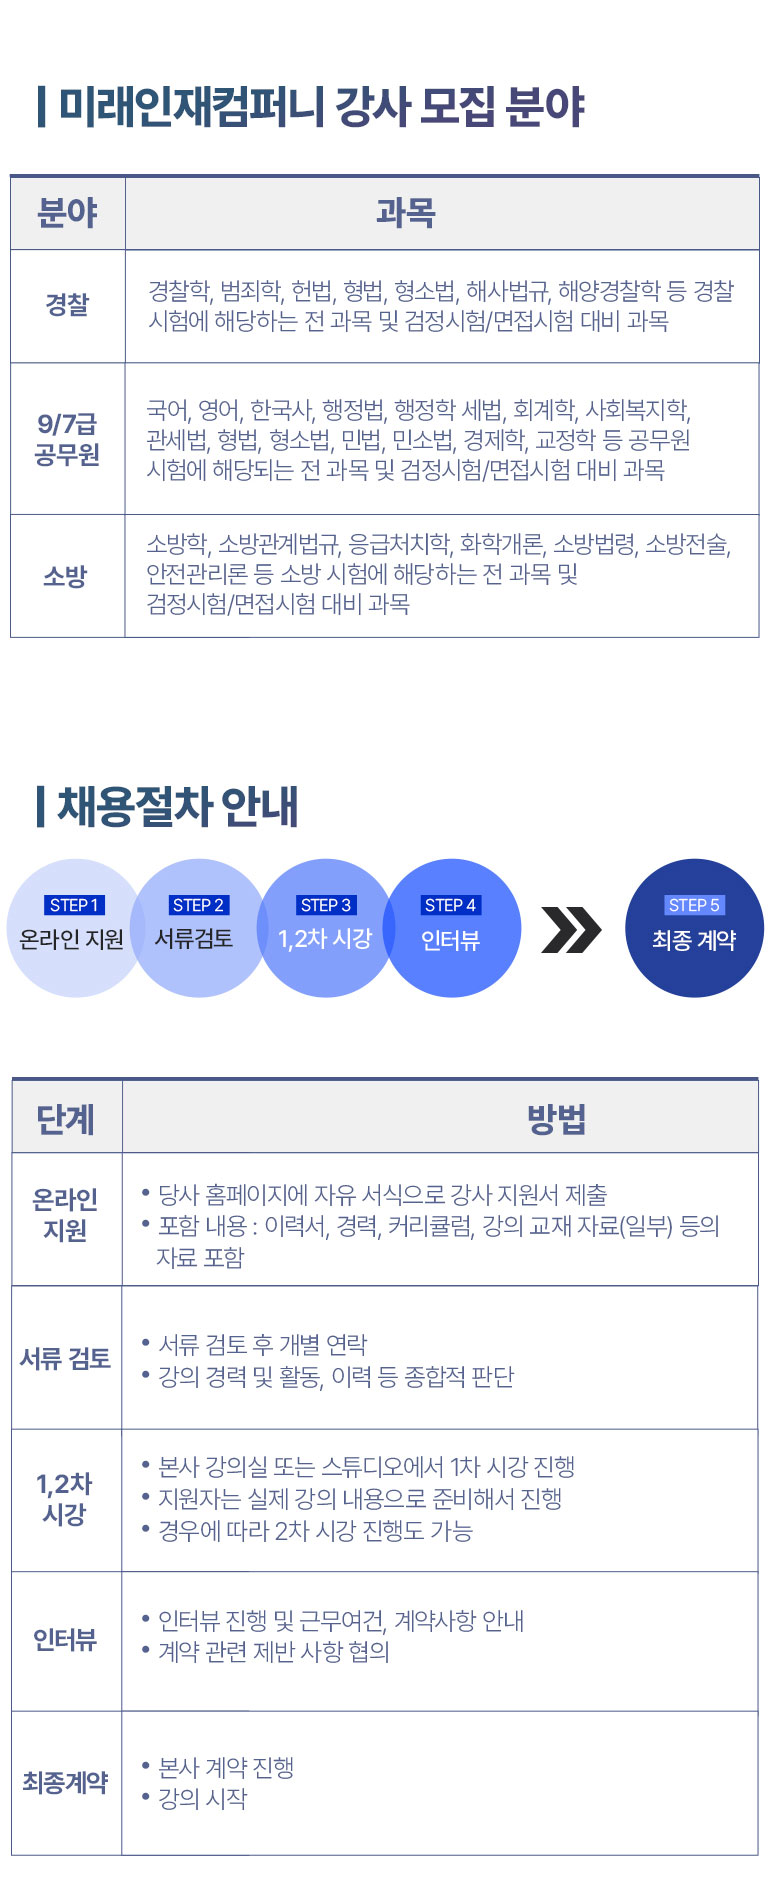 미래인재컴퍼니 강사 모집 분야
분야
과목
경찰
경찰학, 범죄학, 헌법, 형법, 형소법, 해사법규, 해양경찰학 등 경찰
시험에 해당하는 전 과목 및 검정시험/면접시험 대비 과목
9/7급
공무원
국어, 영어, 한국사, 행정법, 행정학 세법, 회계학, 사회복지학,
관세법, 형법, 형소법, 민법, 민소법, 경제학, 교정학 등 공무원
시험에 해당되는 전 과목 및 검정시험/면접시험 대비 과목
소방
소방학, 소방관계법규, 응급처치학, 화학개론, 소방법령, 소방전술,
안전관리론 등 소방 시험에 해당하는 전 과목 및
검정시험/면접시험 대비 과목
채용절차 안내
STEP 1
온라인 지원
STEP 2
서류검토
STEP 3
1,2차 시강
STEP 4
인터뷰
STEP 5
최종 계약
단계
방법
온라인
지원
• 당사 홈페이지에 자유 서식으로 강사 지원서 제출
• 포함 내용 : 이력서, 경력, 커리큘럼, 강의 교재 자료(일부) 등의
자료 포함
서류 검토
• 서류 검토 후 개별 연락
• 강의 경력 및 활동, 이력 등 종합적 판단
1,2차
시강
• 본사 강의실 또는 스튜디오에서 1차 시강 진행
• 지원자는 실제 강의 내용으로 준비해서 진행
• 경우에 따라 2차 시강 진행도 가능
인터뷰
• 인터뷰 진행 및 근무여건, 계약사항 안내
• 계약 관련 제반 사항 협의
최종계약
• 본사 계약 진행
• 강의 시작